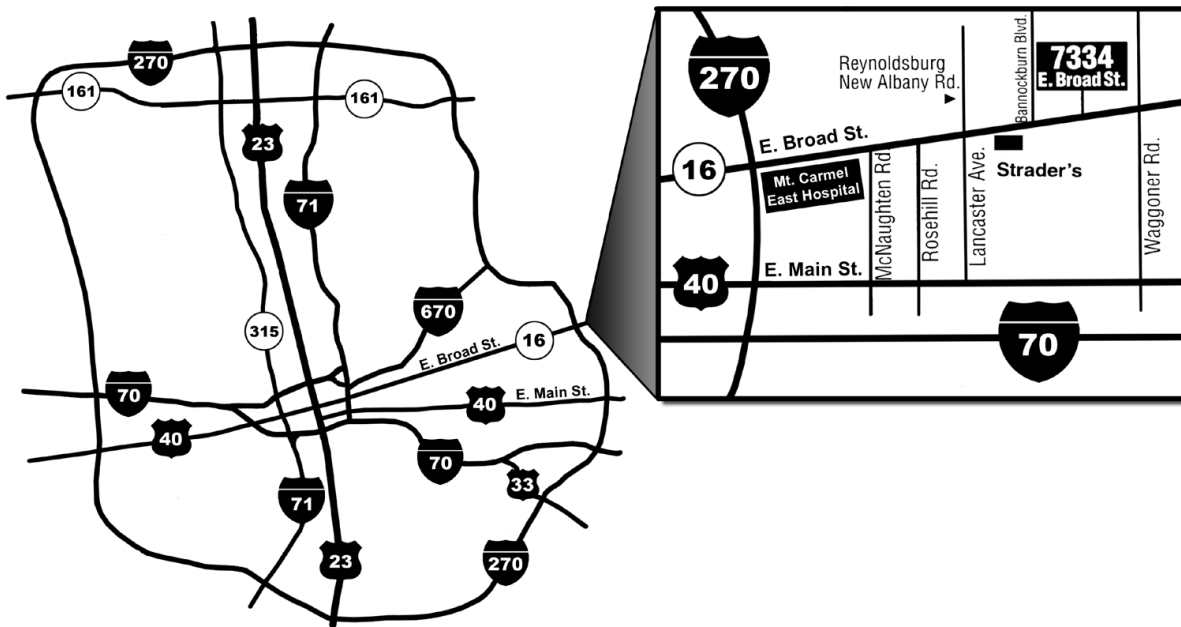 270
161
161
23
71
315
670
16
E. Broad St.
70
40
E. Main St.
40
70
33
71
23
270
270
Reynoldsburg
New Albany Rd.
Bannockburn Blvd.
7334
E. Broad St.
E. Broad St.
16
Mt. Carmel
East Hospital
McNaughten Rd.
Rosehill Rd.
Lancaster Ave.
Strader's
Waggoner Rd.
40
E. Main St.
70